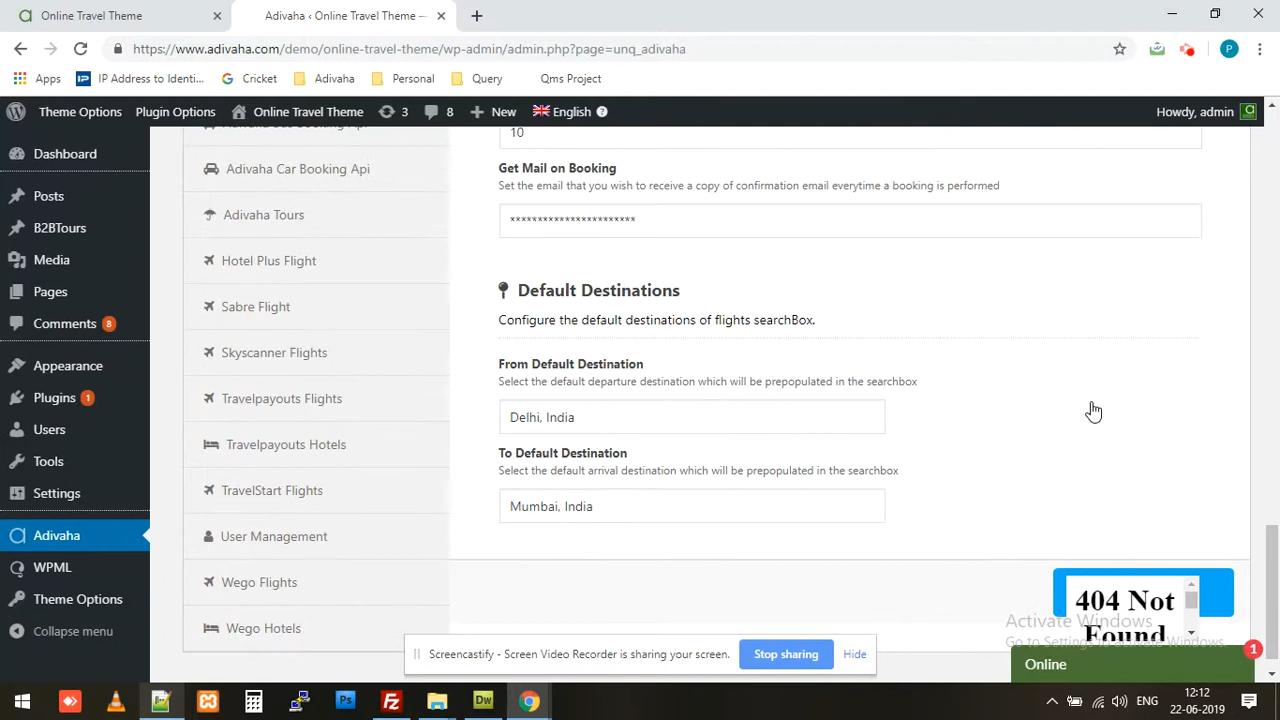 Online Travel Theme
Adivaha ‹ Online Travel Theme —
https://www.adivaha.com/demo/online-travel-theme/wp-admin/admin.php?page=unq_adivaha
P
Apps
IP Address to Identi...
Cricket
Adivaha
Personal
Query
Qms Project
Theme Options
Plugin Options
Online Travel Theme
3
8
New
English
Howdy, admin
Dashboard
Posts
B2BTours
Media
Pages
Comments 8
Appearance
Plugins 1
Users
Tools
Settings
Adivaha
WPML
Theme Options
Collapse menu
Adivaha Car Booking Api
Adivaha Tours
Hotel Plus Flight
Sabre Flight
Skyscanner Flights
Travelpayouts Flights
Travelpayouts Hotels
TravelStart Flights
User Management
Wego Flights
Wego Hotels
10
Get Mail on Booking
Set the email that you wish to receive a copy of confirmation email everytime a booking is performed
************************
Default Destinations
Configure the default destinations of flights searchBox.
From Default Destination
Select the default departure destination which will be prepopulated in the searchbox
Delhi, India
To Default Destination
Select the default arrival destination which will be prepopulated in the searchbox
Mumbai, India
404 Not
Found
Activate Windows
Go to Settings to activate Windows.
Screencastify - Screen Video Recorder is sharing your screen.
Stop sharing
Hide
Online
1
ENG
12:12
22-06-2019